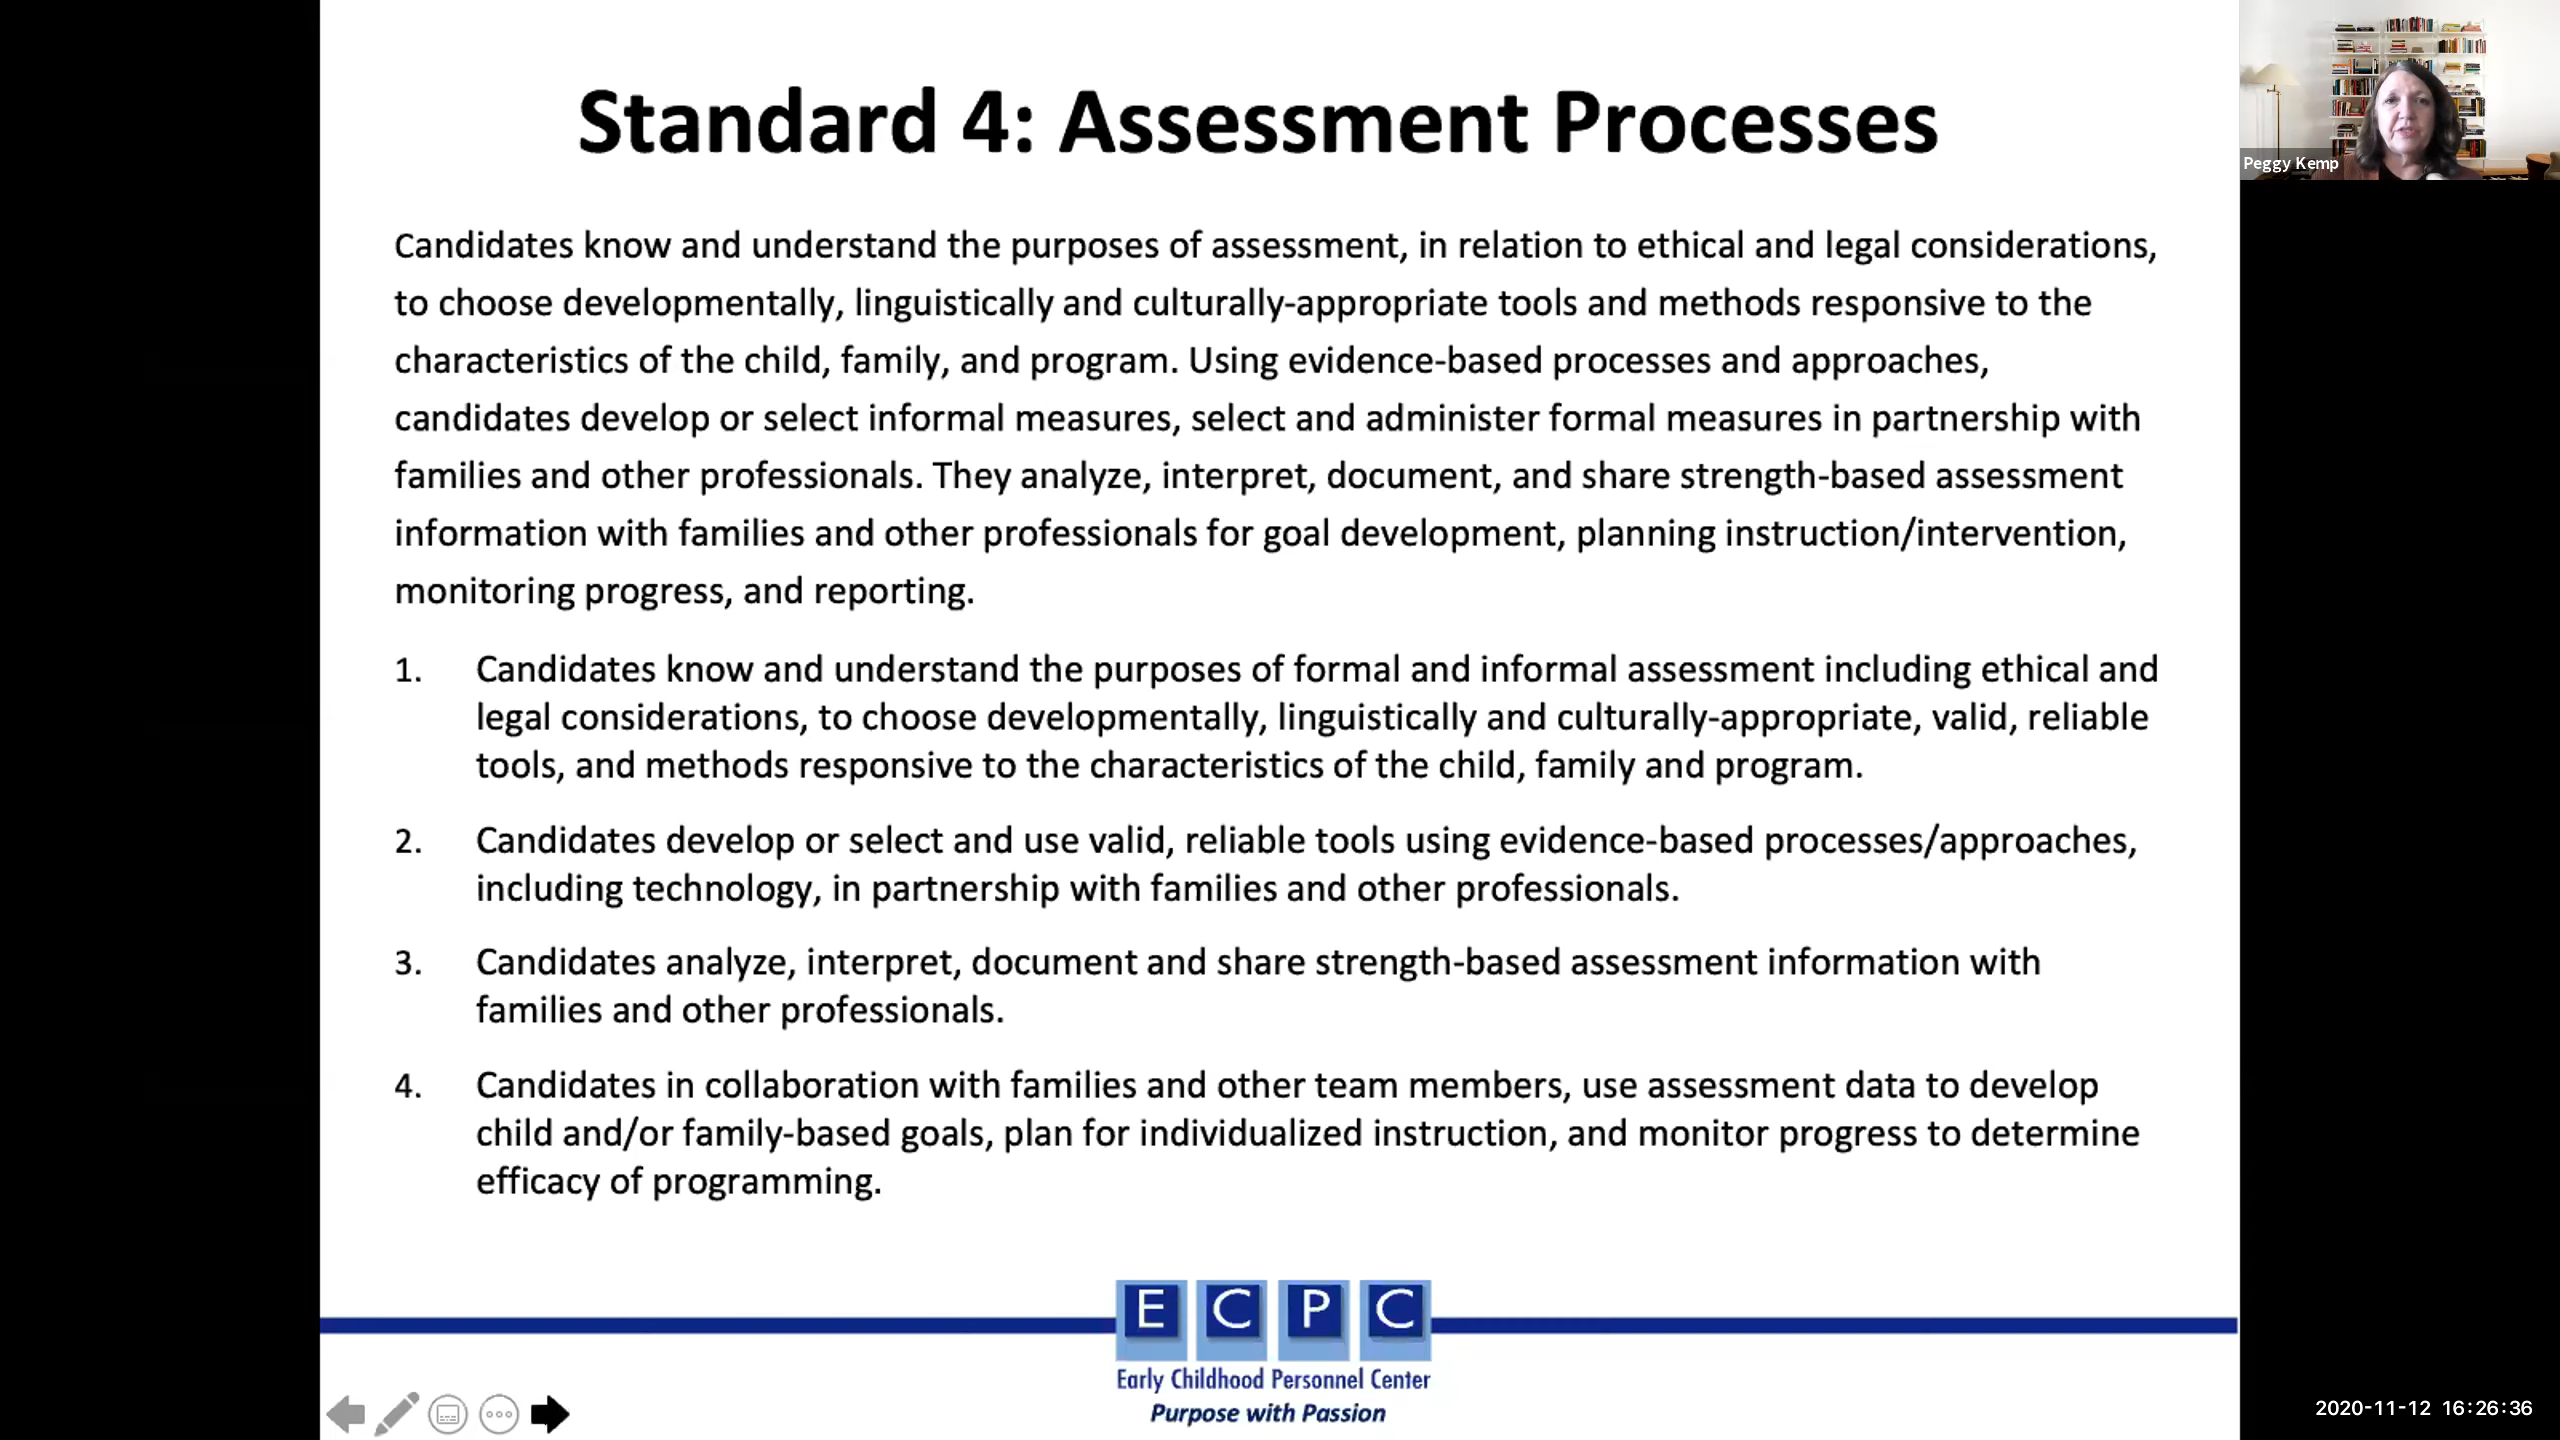 Standard 4: Assessment Processes
Peggy Kemp
Candidates know and understand the purposes of assessment, in relation to ethical and legal considerations,
to choose developmentally, linguistically and culturally-appropriate tools and methods responsive to the
characteristics of the child, family, and program. Using evidence-based processes and approaches,
candidates develop or select informal measures, select and administer formal measures in partnership with
families and other professionals. They analyze, interpret, document, and share strength-based assessment
information with families and other professionals for goal development, planning instruction/intervention,
monitoring progress, and reporting.
1. Candidates know and understand the purposes of formal and informal assessment including ethical and
legal considerations, to choose developmentally, linguistically and culturally-appropriate, valid, reliable
tools, and methods responsive to the characteristics of the child, family and program.
2. Candidates develop or select and use valid, reliable tools using evidence-based processes/approaches,
including technology, in partnership with families and other professionals.
3. Candidates analyze, interpret, document and share strength-based assessment information with
families and other professionals.
4. Candidates in collaboration with families and other team members, use assessment data to develop
child and/or family-based goals, plan for individualized instruction, and monitor progress to determine
efficacy of programming.
E C P C
Early Childhood Personnel Center
Purpose with Passion
2020-11-12 16:26:36